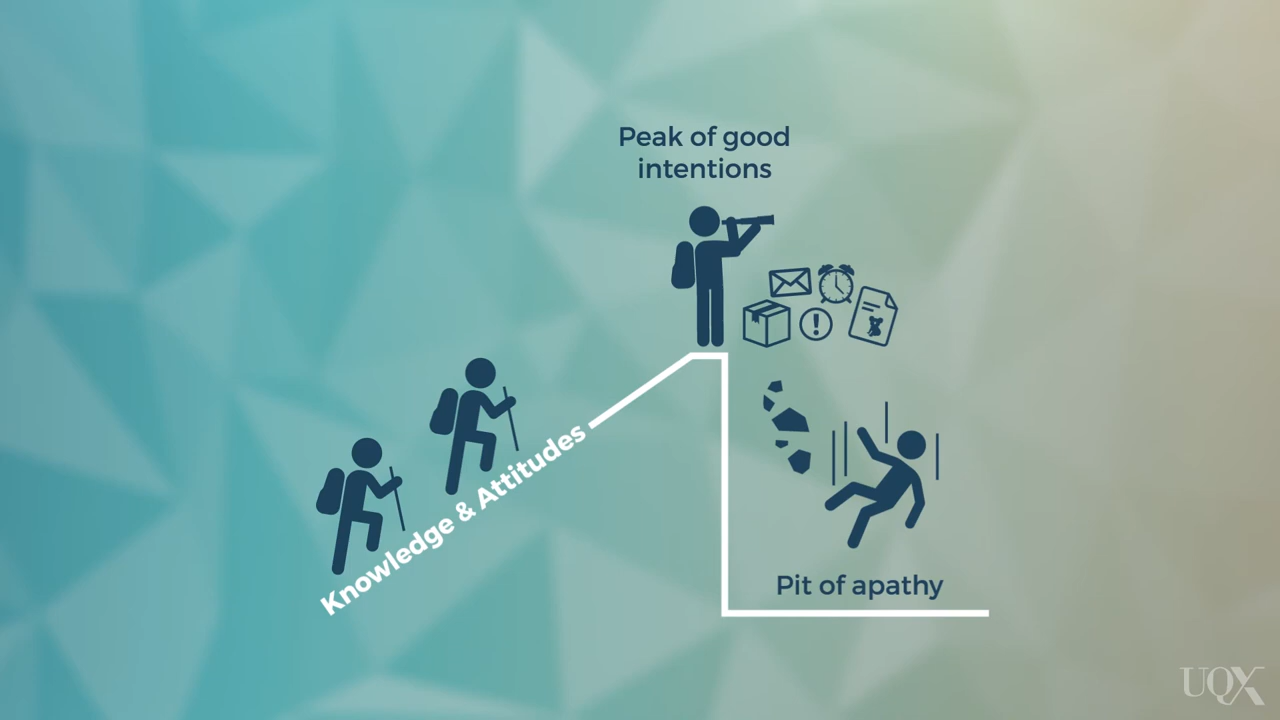 Peak of good
intentions
Knowledge & Attitudes
Pit of apathy
UQX